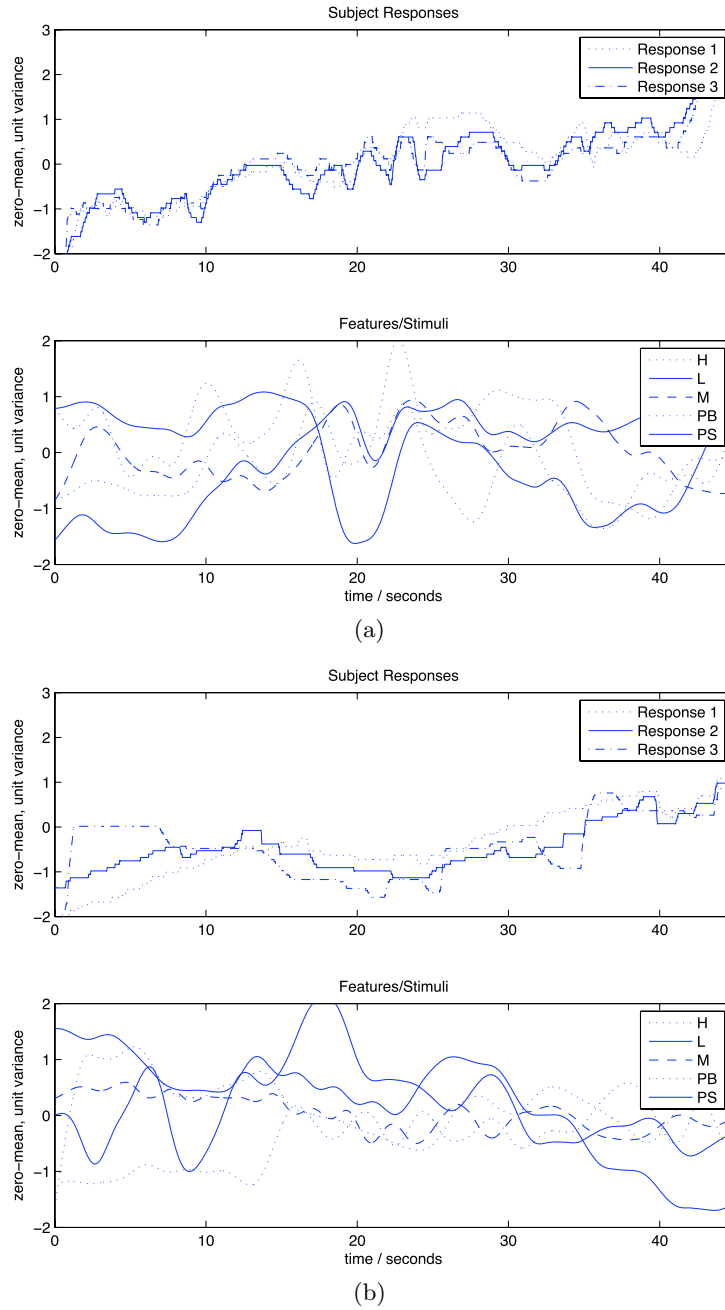 Subject Responses
3
2
1
0
−1
−2
zero−mean, unit variance
Response 1
Response 2
Response 3
0
10
20
30
40
Features/Stimuli
2
1
0
−1
−2
zero−mean, unit variance
H
L
M
PB
PS
0
10
20
30
40
time / seconds
(a)
Subject Responses
3
2
1
0
−1
−2
zero−mean, unit variance
Response 1
Response 2
Response 3
0
10
20
30
40
Features/Stimuli
2
1
0
−1
−2
zero−mean, unit variance
H
L
M
PB
PS
0
10
20
30
40
time / seconds
(b)